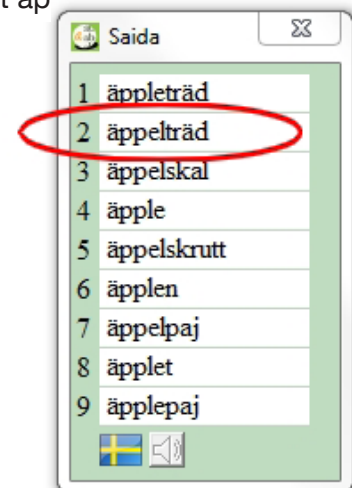 t äp
Saida
1 äppleträd
2 äppelträd
3 äppelskal
4 äpple
5 äppelskrutt
6 äpplen
7 äppelpaj
8 äpplet
9 äpplepaj